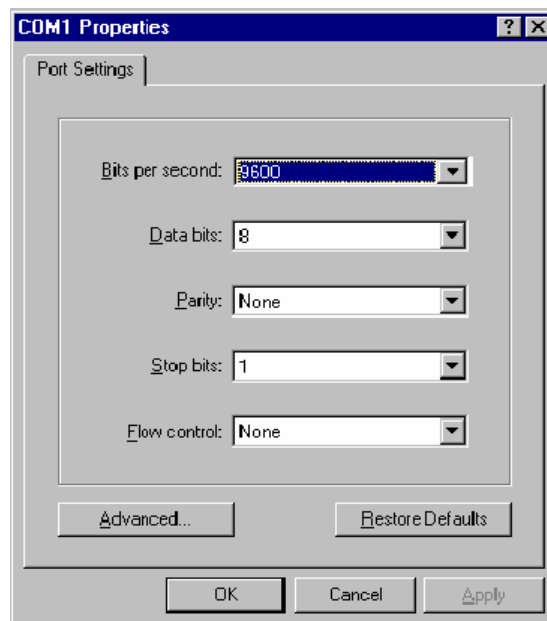 COM1 Properties
Port Settings
Bits per second: 9600
Data bits: 8
Parity: None
Stop bits: 1
Flow control: None
Advanced... Restore Defaults
OK Cancel Apply